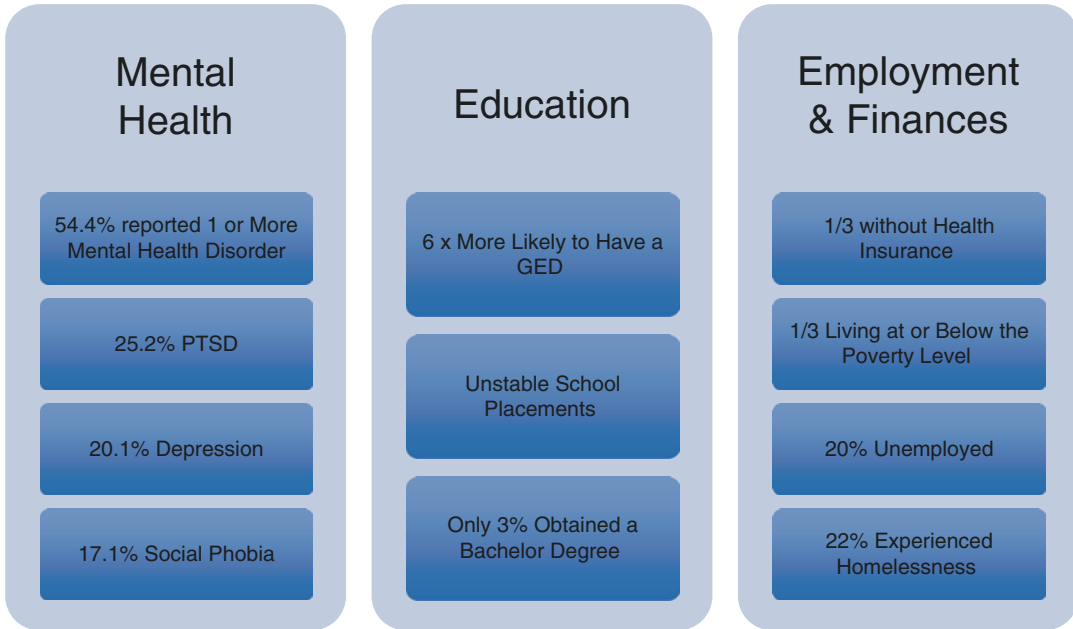 Mental
Health
54.4% reported 1 or More
Mental Health Disorder
25.2% PTSD
20.1% Depression
17.1% Social Phobia
Education
6 x More Likely to Have a
GED
Unstable School
Placements
Only 3% Obtained a
Bachelor Degree
Employment
& Finances
1/3 without Health
Insurance
1/3 Living at or Below the
Poverty Level
20% Unemployed
22% Experienced
Homelessness